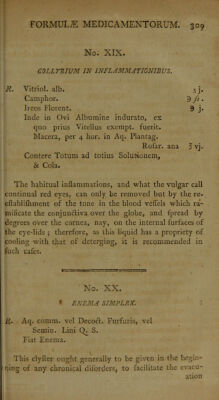 FORMULÆ MEDICAMENTORUM. 309
No. XIX.
COLLYRIUM IN INFLAMMATIONIBUS.
R. Vitriol. alb. ʒj.
Camphor. ℈ſs.
Ireos Florent. ℈ j.
Inde in Ovi Albumine indurato, ex
quo prius Vitellus exempt. fuerit.
Macera, per 4 hor. in Aq. Plantag.
Rosar. ana ℥vj.
Contere Totum ad totius Solutionem,
& Cola.
The habitual inflammations, and what the vulgar call
continual red eyes, can only be removed but by the re-
eſtabliſhment of the tone in the blood veſſels which ra-
mificate the conjunctiva over the globe, and ſpread by
degrees over the cornea, nay, on the internal ſurfaces of
the eye-lids; therefore, as this liquid has a propriety of
cooling with that of deterging, it is recommended in
ſuch caſes.
No. XX.
ENEMA SIMPLEX.
R. Aq. comm. vel Decoct. Furfuris, vel
Semin. Lini Q. S.
Fiat Enema.
This clyſter ought generally to be given in the begin-
ning of any chronical diſorders, to facilitate the evacu-
ation